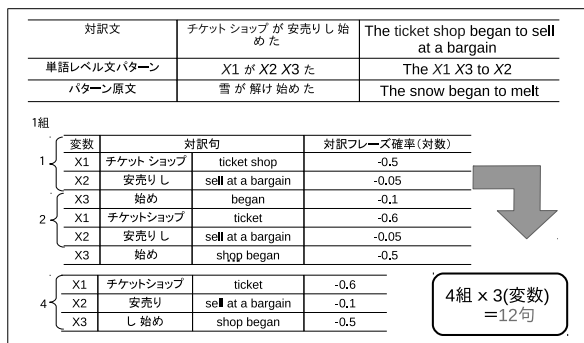 対訳文 チケット ショップ が 安売り し 始 The ticket shop began to sell
め た at a bargain
単語レベル文パターン X1 が X2 X3 た The X1 X3 to X2
パターン原文 雪 が 解け 始め た The snow began to melt
1組
変数 対訳句 対訳フレーズ確率(対数)
1 X1 チケット ショップ ticket shop -0.5
X2 安売り し sell at a bargain -0.05
X3 始め began -0.1
2 X1 チケットショップ ticket -0.6
X2 安売り し sell at a bargain -0.05
X3 始め shop began -0.5
X1 チケットショップ ticket -0.6
4 X2 安売り sell at a bargain -0.1
X3 し 始め shop began -0.5
4組 x 3(変数)
=12句